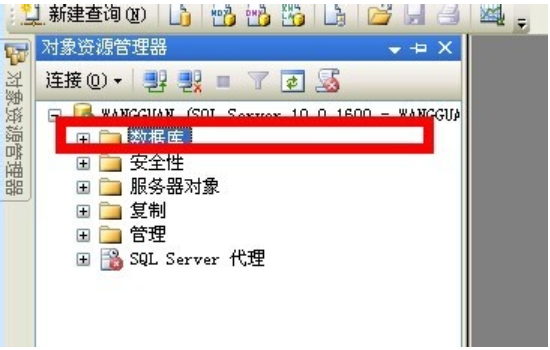 新建查询(N)
对象资源管理器
连接(O)
对象资源管理器
WANGGUAN (SQL Server 10.0.1600 - WANGGUA
数据库
安全性
服务器对象
复制
管理
SQL Server 代理